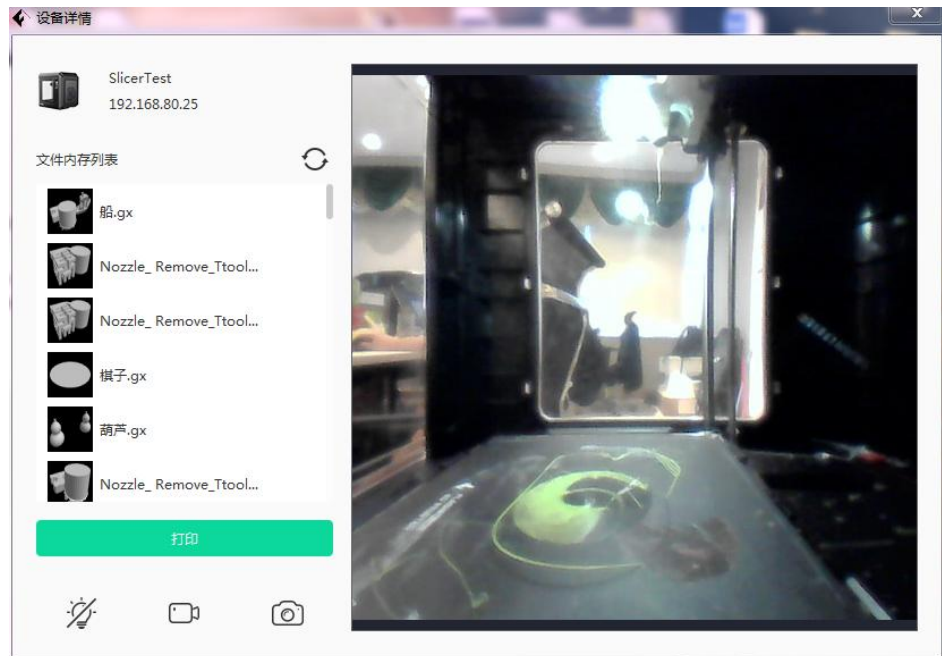 设备详情
SlicerTest
192.168.80.25
文件内存列表
船.gx
Nozzle_ Remove_Ttool...
Nozzle_ Remove_Ttool...
棋子.gx
葫芦.gx
Nozzle_ Remove_Ttool...
打印